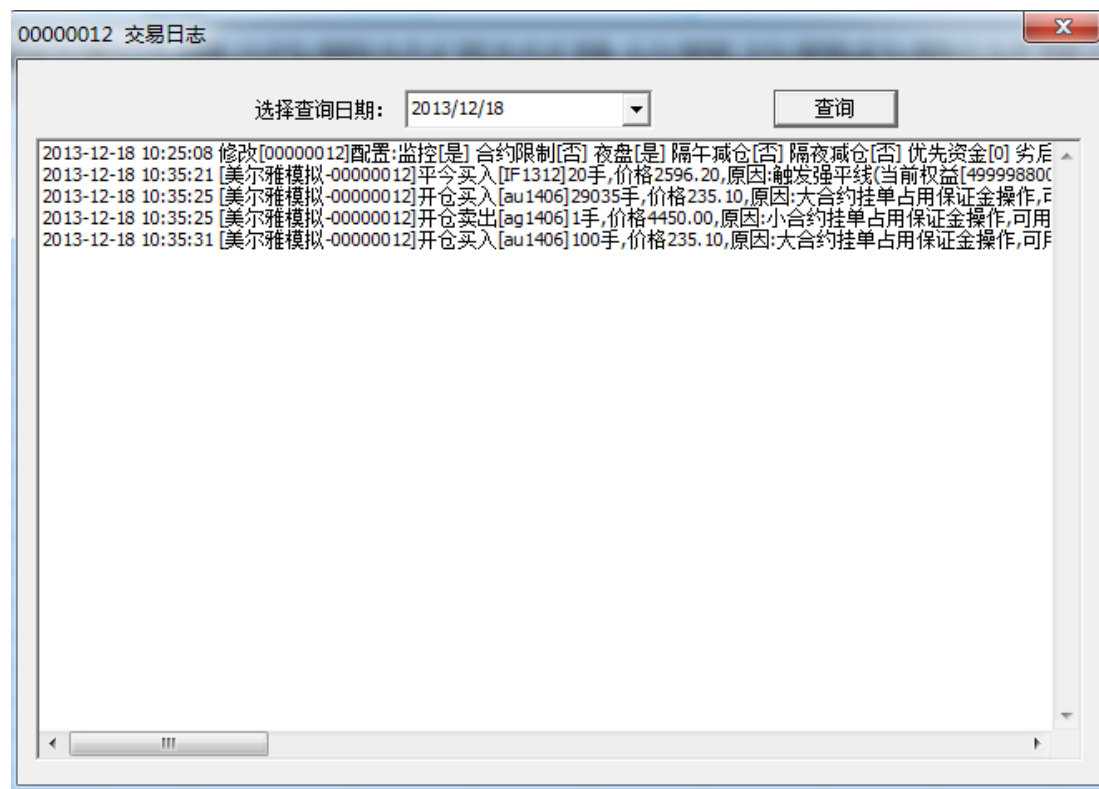 00000012 交易日志
选择查询日期: 2013/12/18 查询
2013-12-18 10:25:08 修改[00000012]配置:监控[是] 合约限制[否] 夜盘[是] 隔午减仓[否] 隔夜减仓[否] 优先资金[0] 劣后
2013-12-18 10:35:21 [美尔雅模拟-00000012]平今买入[IF1312]20手,价格2596.20,原因:触发强平线(当前权益[499998800
2013-12-18 10:35:25 [美尔雅模拟-00000012]开仓买入[au1406]29035手,价格235.10,原因:大合约挂单占用保证金操作,
2013-12-18 10:35:25 [美尔雅模拟-00000012]开仓卖出[ag1406]1手,价格4450.00,原因:小合约挂单占用保证金操作,可用
2013-12-18 10:35:31 [美尔雅模拟-00000012]开仓买入[au1406]100手,价格235.10,原因:大合约挂单占用保证金操作,可